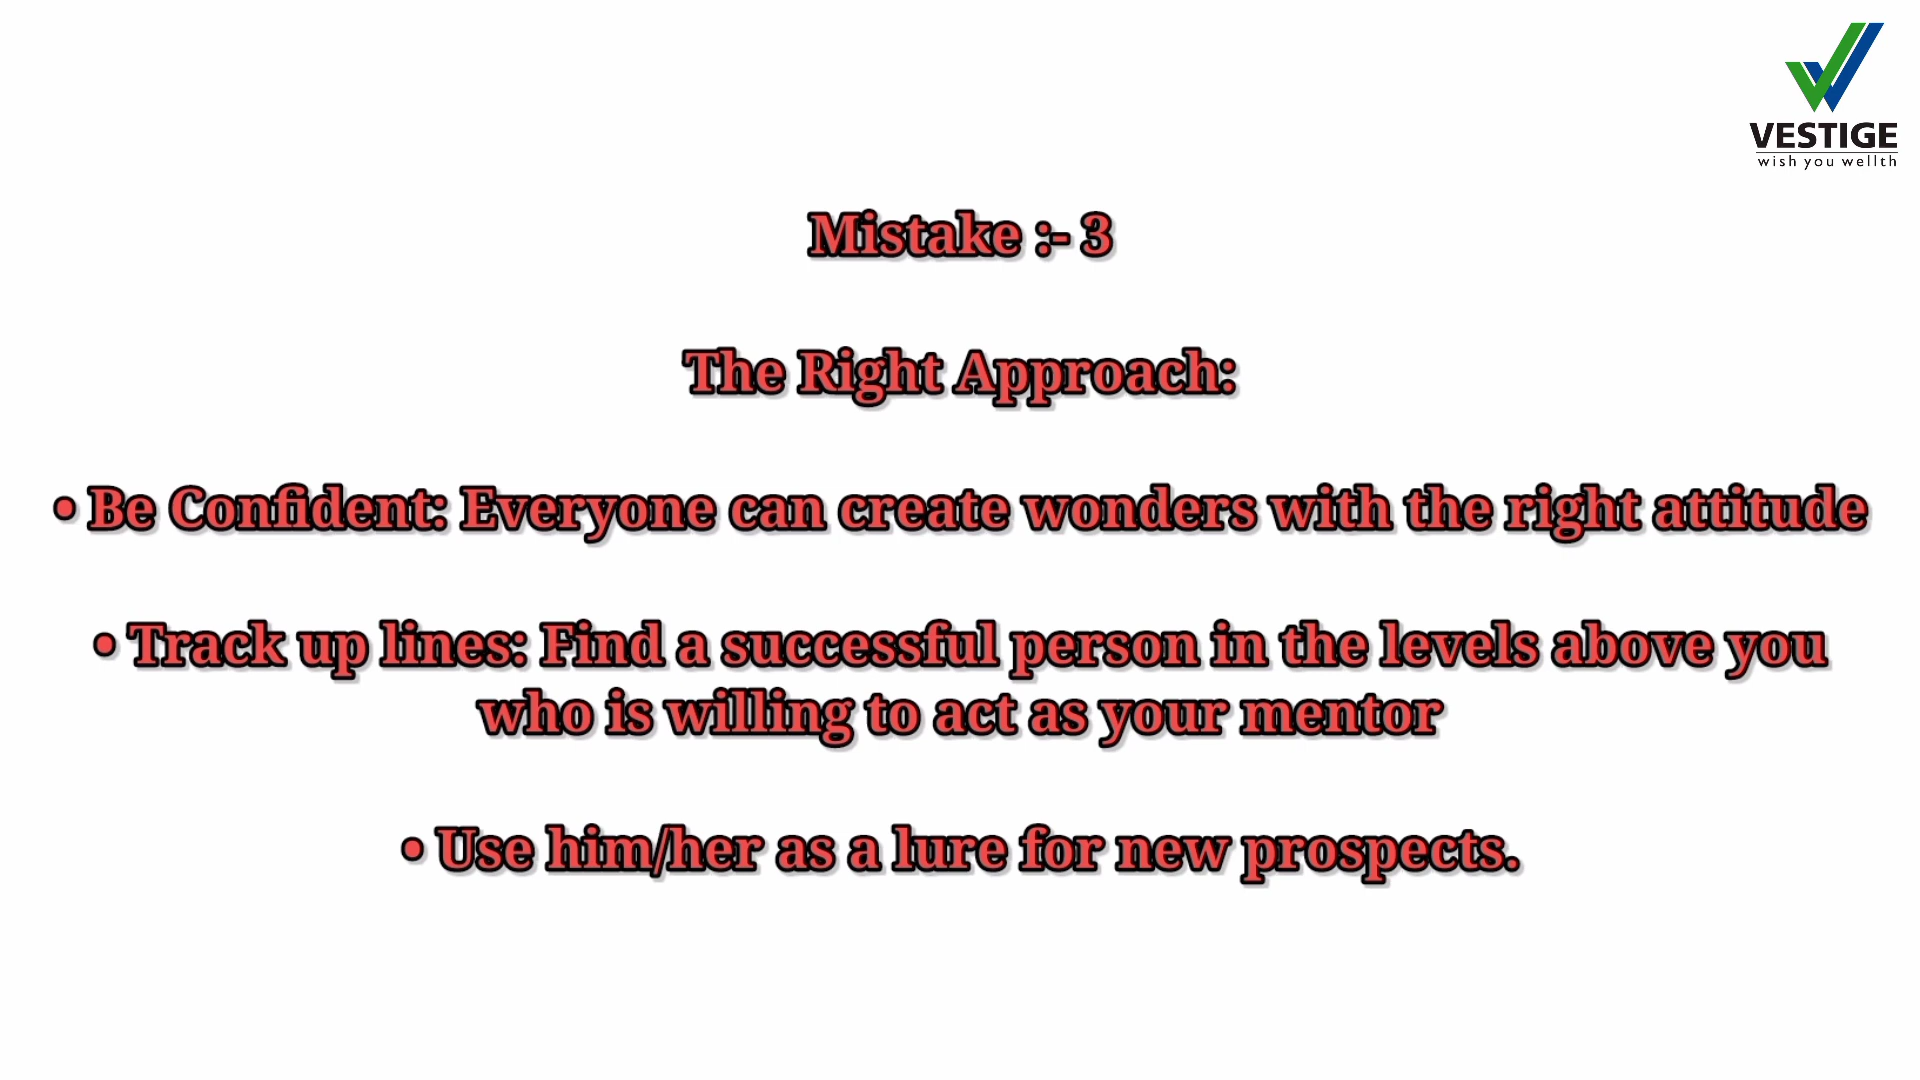 VESTIGE
wish you wellth
Mistake :- 3
The Right Approach:
• Be Confident: Everyone can create wonders with the right attitude
• Track up lines: Find a successful person in the levels above you
who is willing to act as your mentor
• Use him/her as a lure for new prospects.